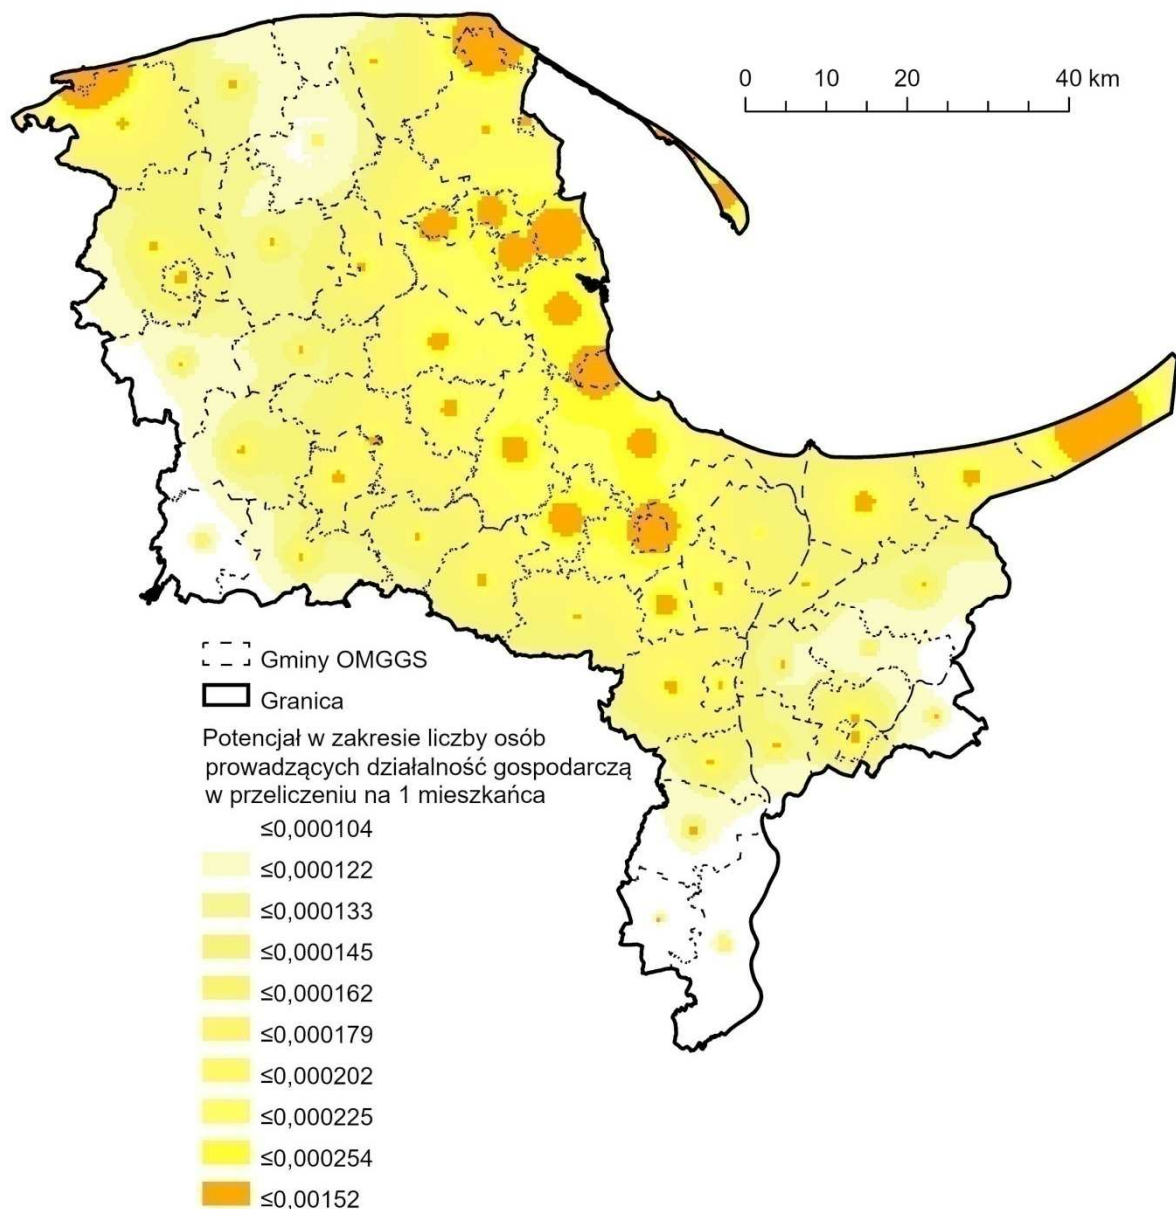 0 10 20 40 km
Gminy OMGGS
Granica
Potencjał w zakresie liczby osób
prowadzących działalność gospodarczą
w przeliczeniu na 1 mieszkańca
≤0,000104
≤0,000122
≤0,000133
≤0,000145
≤0,000162
≤0,000179
≤0,000202
≤0,000225
≤0,000254
≤0,00152